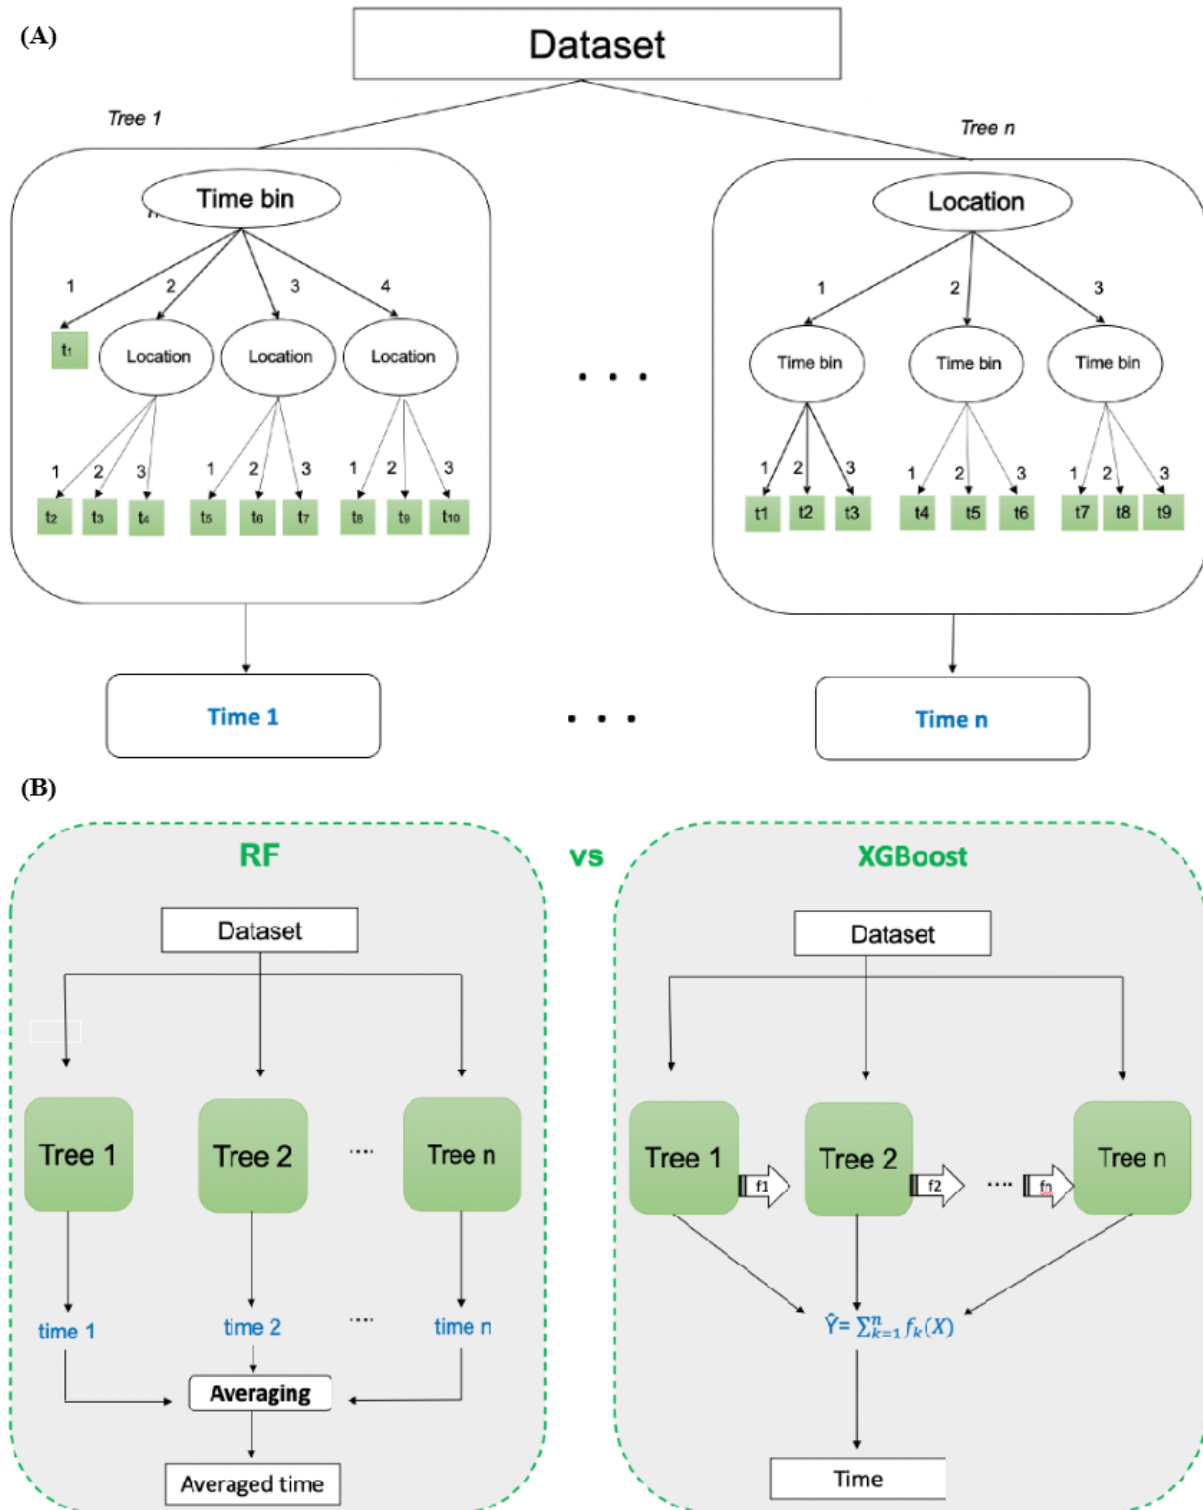 (A)
Dataset
Tree 1
Tree n
Time bin
Location
1 2 3 4
1 2 3
t1
Location Location Location
Time bin Time bin Time bin
. . .
1 2 3 1 2 3 1 2 3
1 2 3 1 2 3 1 2 3
t2 t3 t4 t5 t6 t7 t8 t9 t10
t1 t2 t3 t4 t5 t6 t7 t8 t9
Time 1
. . .
Time n
(B)
RF vs XGBoost
Dataset
Tree 1 Tree 2 .... Tree n
time 1 time 2 .... time n
Averaging
Averaged time
Dataset
Tree 1 f1 Tree 2 f2 .... fn Tree n
Ŷ= ∑ₖ₌₁ⁿ fₖ(X)
Time